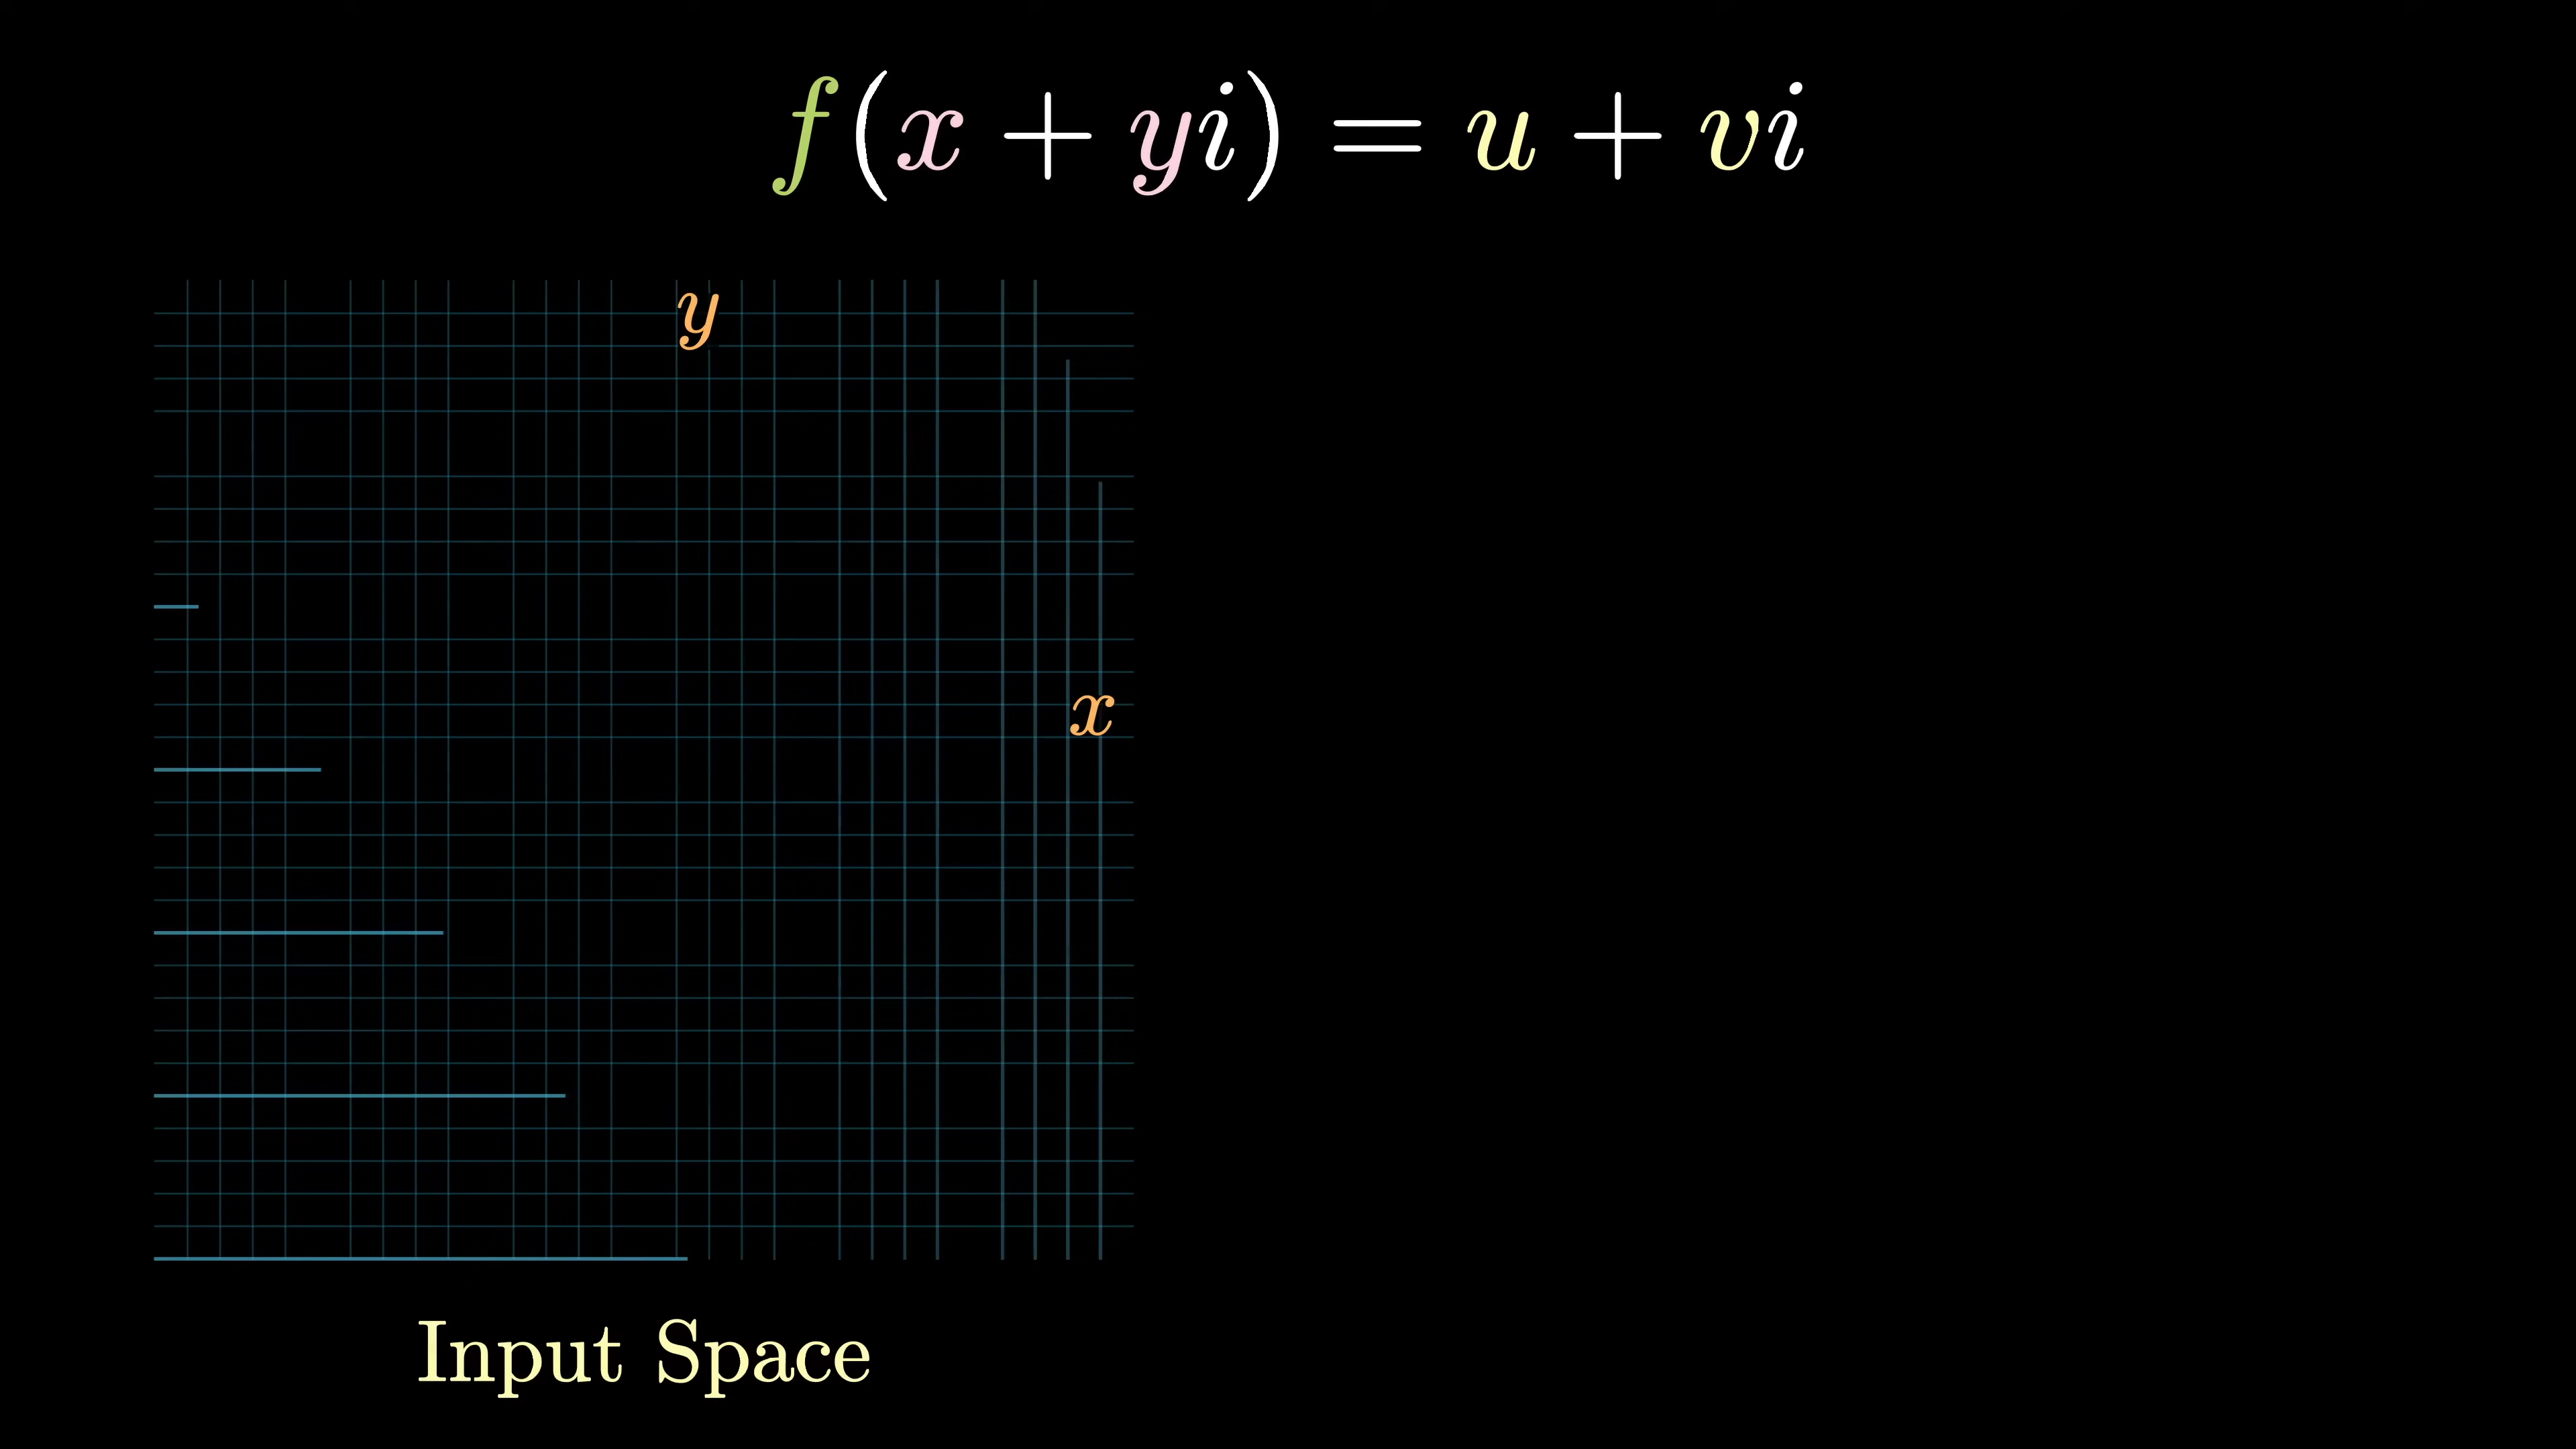 f(x + yi) = u + vi
y
x
Input Space